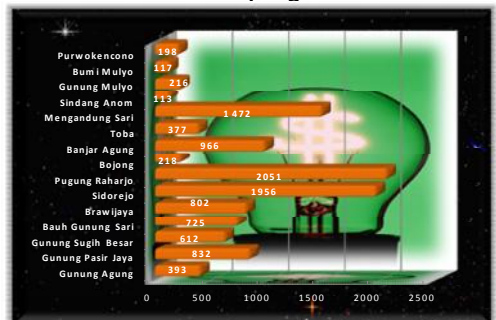 Purwokencono 198
Bumi Mulyo 117
Gunung Mulyo 216
Sindang Anom 113
Mengandung Sari 1472
Toba 377
Banjar Agung 966
Bojong 218
Pugung Raharjo 2051
Sidorejo 1956
Brawijaya 802
Bauh Gunung Sari 725
Gunung Sugih Besar 612
Gunung Pasir Jaya 832
Gunung Agung 393
0 500 1000 1500 2000 2500